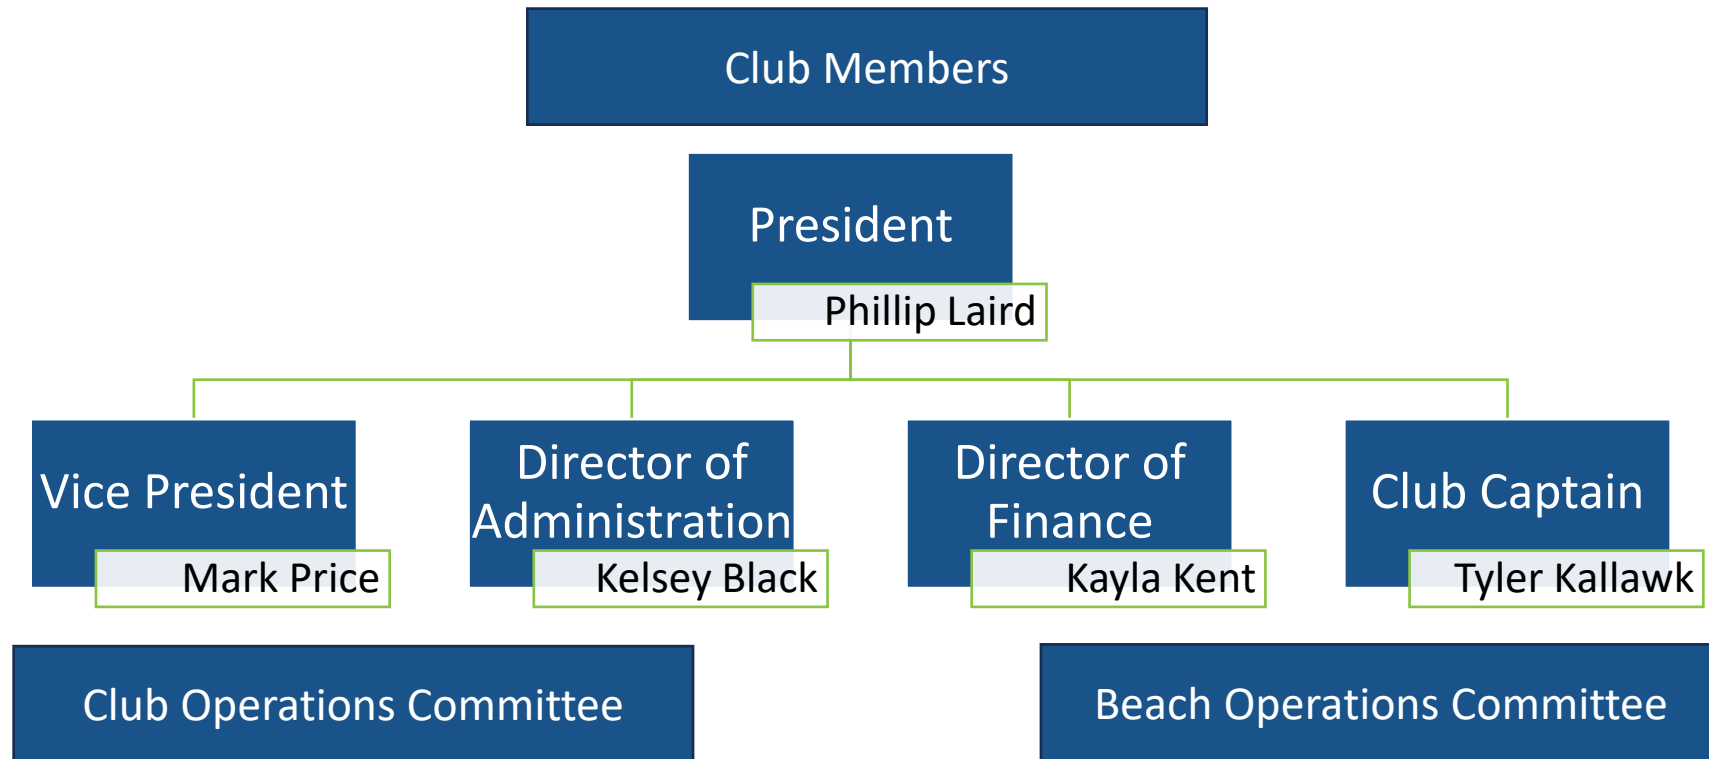 Club Members
President
Phillip Laird
Vice President
Mark Price
Director of
Administration
Kelsey Black
Director of
Finance
Kayla Kent
Club Captain
Tyler Kallawk
Club Operations Committee
Beach Operations Committee